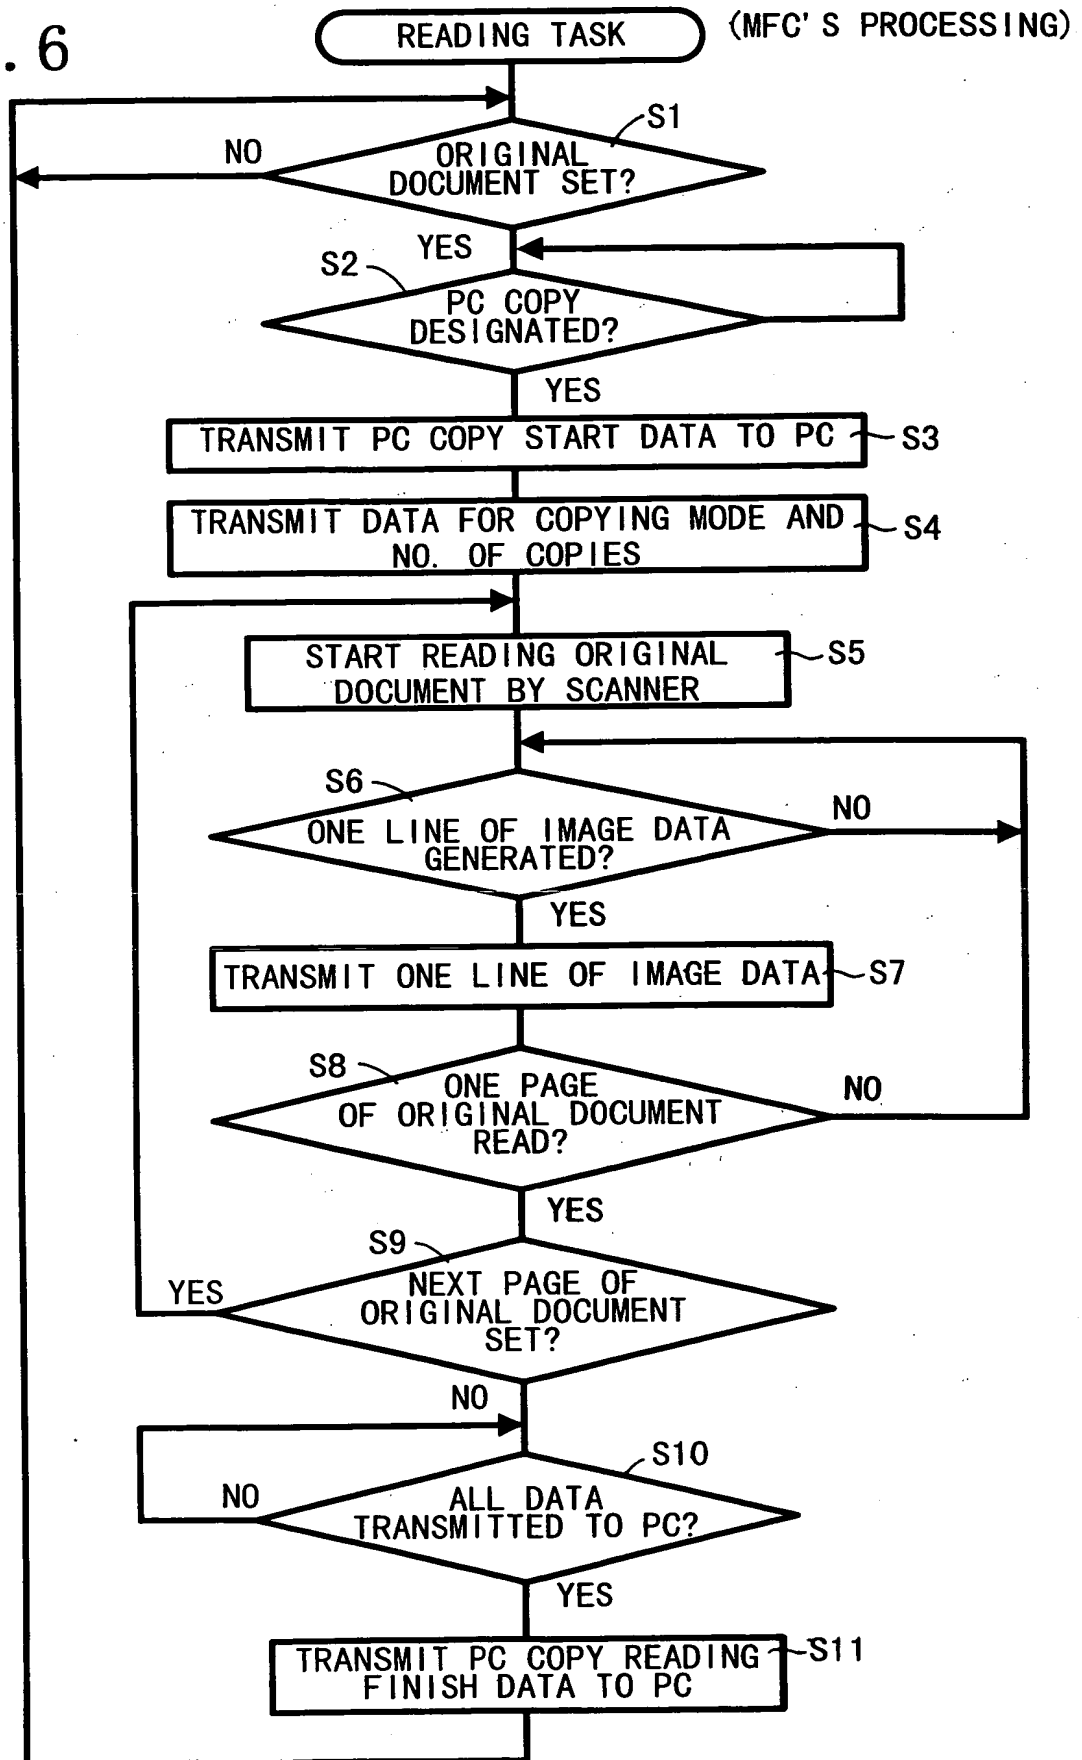 . 6
READING TASK
(MFC'S PROCESSING)
S1
NO
ORIGINAL
DOCUMENT SET?
YES
S2
PC COPY
DESIGNATED?
YES
TRANSMIT PC COPY START DATA TO PC
S3
TRANSMIT DATA FOR COPYING MODE AND
NO. OF COPIES
S4
START READING ORIGINAL
DOCUMENT BY SCANNER
S5
S6
NO
ONE LINE OF IMAGE DATA
GENERATED?
YES
TRANSMIT ONE LINE OF IMAGE DATA
S7
S8
ONE PAGE
OF ORIGINAL DOCUMENT
READ?
NO
YES
S9
YES
NEXT PAGE OF
ORIGINAL DOCUMENT
SET?
NO
S10
NO
ALL DATA
TRANSMITTED TO PC?
YES
TRANSMIT PC COPY READING
FINISH DATA TO PC
S11